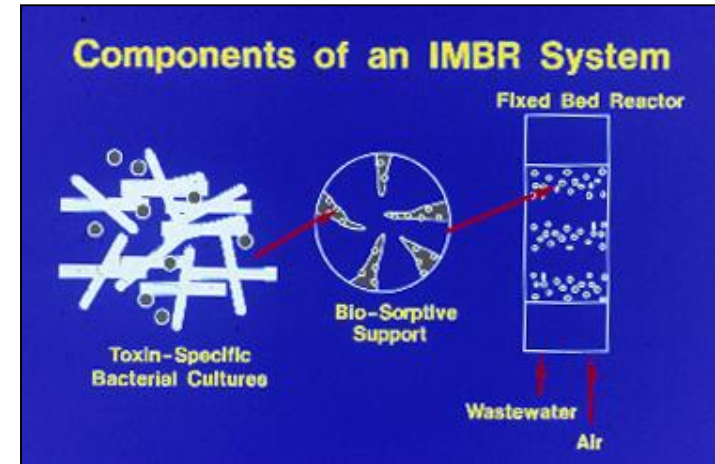 Components of an IMBR System
Fixed Bed Reactor
Bio-Sorptive
Support
Toxin-Specific
Bacterial Cultures
Wastewater
Air